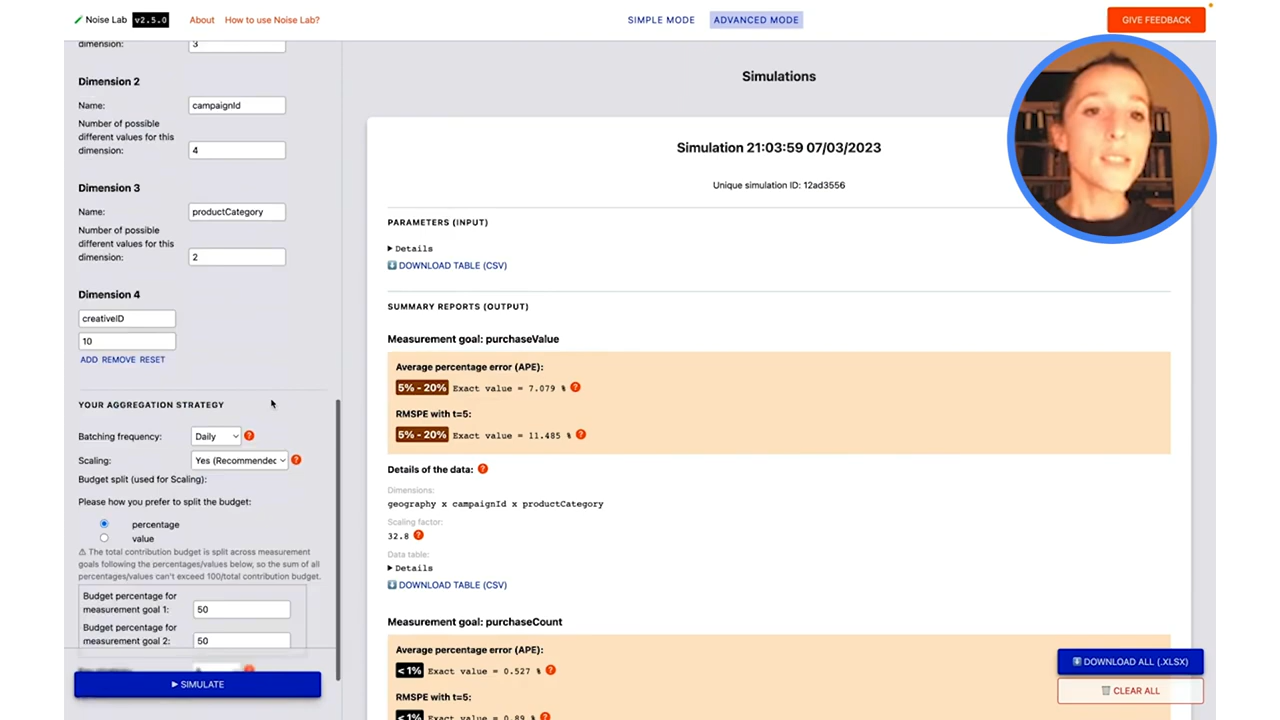 Noise Lab v2.5.0 About How to use Noise Lab? SIMPLE MODE ADVANCED MODE GIVE FEEDBACK
dimension: 3
Dimension 2
Name: campaignId
Number of possible
different values for this
dimension: 4
Dimension 3
Name: productCategory
Number of possible
different values for this
dimension: 2
Dimension 4
creativeID
10
ADD REMOVE RESET
YOUR AGGREGATION STRATEGY
Batching frequency: Daily ?
Scaling: Yes (Recommendec ?
Budget split (used for Scaling):
Please how you prefer to split the budget:
percentage
value
⚠ The total contribution budget is split across measurement
goals following the percentages/values below, so the sum of all
percentages/values can't exceed 100/total contribution budget.
Budget percentage for
measurement goal 1: 50
Budget percentage for
measurement goal 2: 50
▶ SIMULATE
Simulations
Simulation 21:03:59 07/03/2023
Unique simulation ID: 12ad3556
PARAMETERS (INPUT)
▶ Details
DOWNLOAD TABLE (CSV)
SUMMARY REPORTS (OUTPUT)
Measurement goal: purchaseValue
Average percentage error (APE):
5% - 20% Exact value = 7.079 % ?
RMSPE with t=5:
5% - 20% Exact value = 11.485 % ?
Details of the data: ?
Dimensions:
geography x campaignId x productCategory
Scaling factor:
32.8 ?
Data table:
▶ Details
DOWNLOAD TABLE (CSV)
Measurement goal: purchaseCount
Average percentage error (APE):
< 1% Exact value = 0.527 % ?
RMSPE with t=5:
< 1% Exact value = 0.89 % ?
DOWNLOAD ALL (.XLSX)
CLEAR ALL